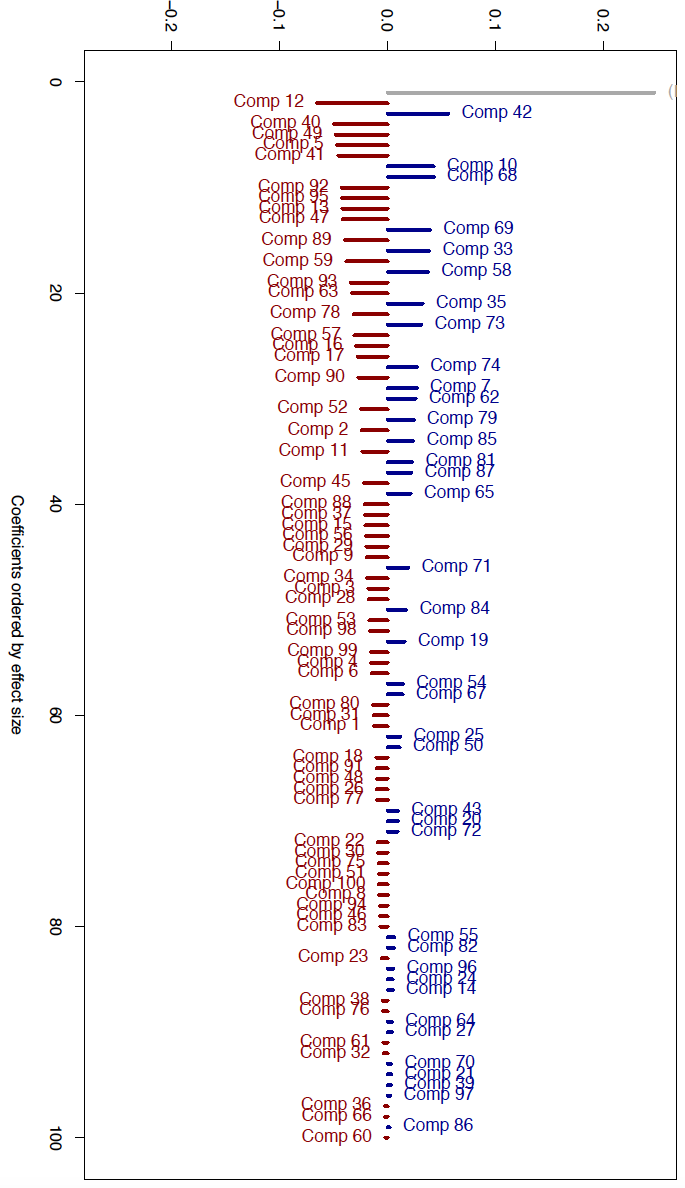 -0.2
-0.1
0.0
0.1
0.2
0
20
40
60
80
100
Coefficients ordered by effect size
(
Comp 12
Comp 42
Comp 40
Comp 49
Comp 5
Comp 41
Comp 10
Comp 68
Comp 92
Comp 95
Comp 13
Comp 47
Comp 69
Comp 89
Comp 33
Comp 59
Comp 58
Comp 93
Comp 63
Comp 35
Comp 78
Comp 73
Comp 57
Comp 16
Comp 17
Comp 74
Comp 90
Comp 7
Comp 62
Comp 52
Comp 79
Comp 2
Comp 85
Comp 11
Comp 81
Comp 87
Comp 45
Comp 65
Comp 88
Comp 37
Comp 15
Comp 56
Comp 29
Comp 9
Comp 71
Comp 34
Comp 3
Comp 28
Comp 84
Comp 53
Comp 98
Comp 19
Comp 99
Comp 4
Comp 6
Comp 54
Comp 67
Comp 80
Comp 31
Comp 1
Comp 25
Comp 50
Comp 18
Comp 91
Comp 48
Comp 26
Comp 77
Comp 43
Comp 20
Comp 72
Comp 22
Comp 30
Comp 75
Comp 51
Comp 100
Comp 8
Comp 94
Comp 46
Comp 83
Comp 55
Comp 82
Comp 23
Comp 96
Comp 24
Comp 14
Comp 38
Comp 76
Comp 64
Comp 27
Comp 61
Comp 32
Comp 70
Comp 21
Comp 39
Comp 97
Comp 36
Comp 66
Comp 86
Comp 60